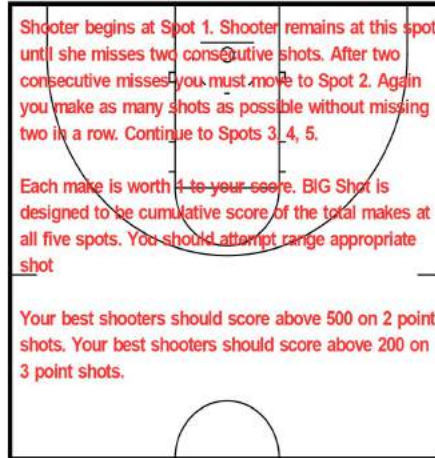 Shooter begins at Spot 1. Shooter remains at this spot
until she misses two consecutive shots. After two
consecutive misses you must move to Spot 2. Again
you make as many shots as possible without missing
two in a row. Continue to Spots 3, 4, 5.
Each make is worth 1 to your score. BIG Shot is
designed to be cumulative score of the total makes at
all five spots. You should attempt range appropriate
shot
Your best shooters should score above 500 on 2 point
shots. Your best shooters should score above 200 on
3 point shots.